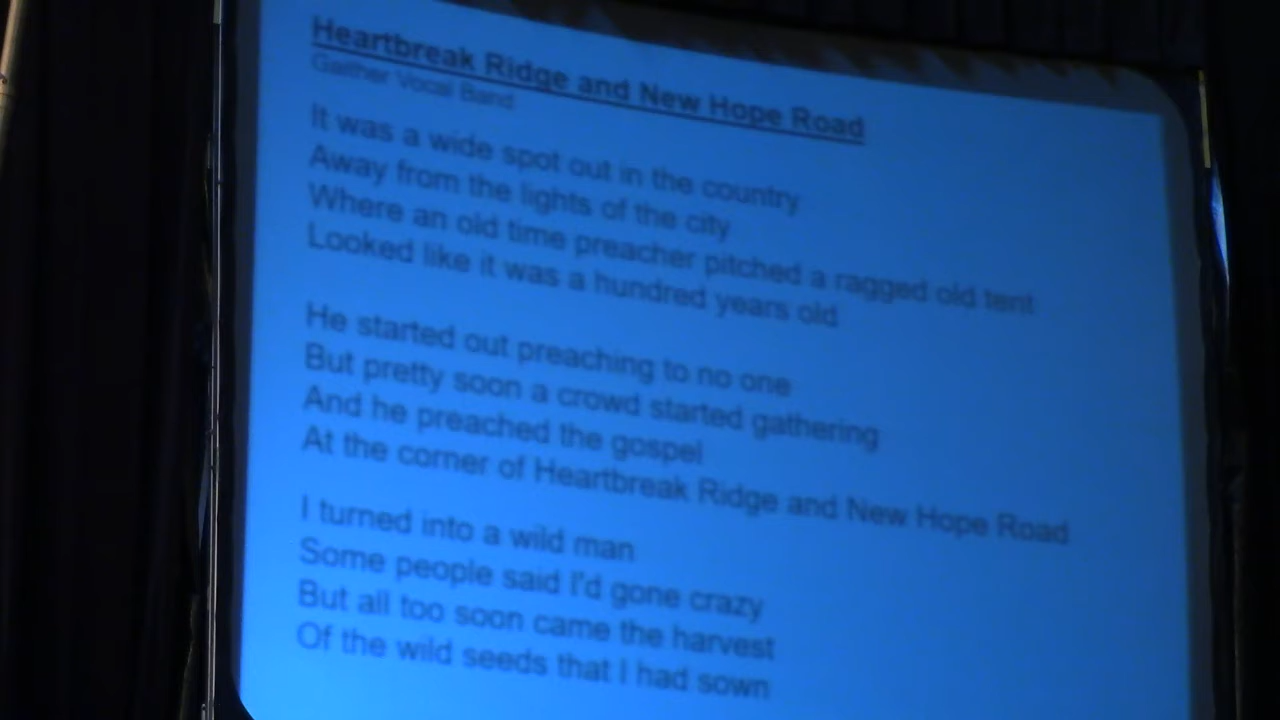 Heartbreak Ridge and New Hope Road
Gaither Vocal Band
It was a wide spot out in the country
Away from the lights of the city
Where an old time preacher pitched a ragged old tent
Looked like it was a hundred years old
He started out preaching to no one
But pretty soon a crowd started gathering
And he preached the gospel
At the corner of Heartbreak Ridge and New Hope Road
I turned into a wild man
Some people said I'd gone crazy
But all too soon came the harvest
Of the wild seeds that I had sown